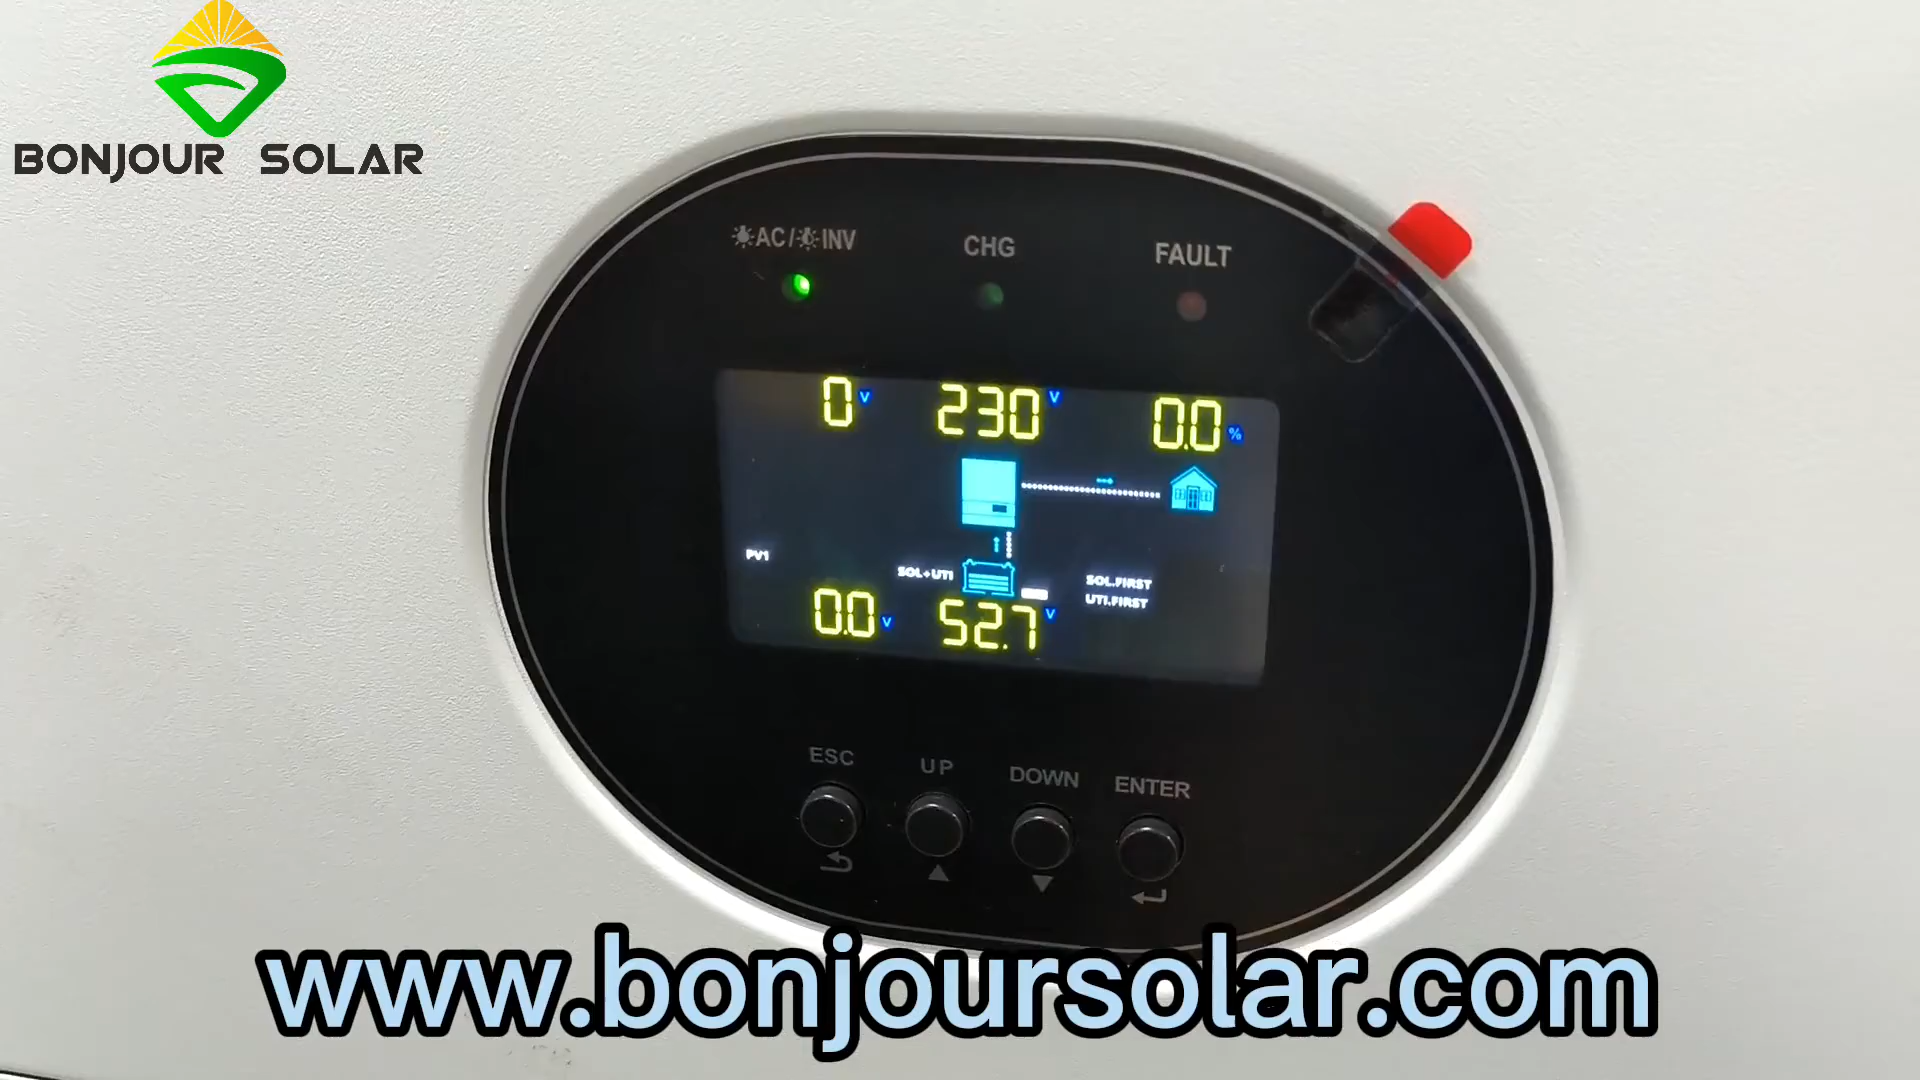 BONJOUR SOLAR
AC/ INV
CHG
FAULT
0 V
230 V
0.0 %
PV1
SOL+UTI
SOL.FIRST
UTI.FIRST
0.0 V
52.7 V
ESC
UP
DOWN
ENTER
www.bonjoursolar.com